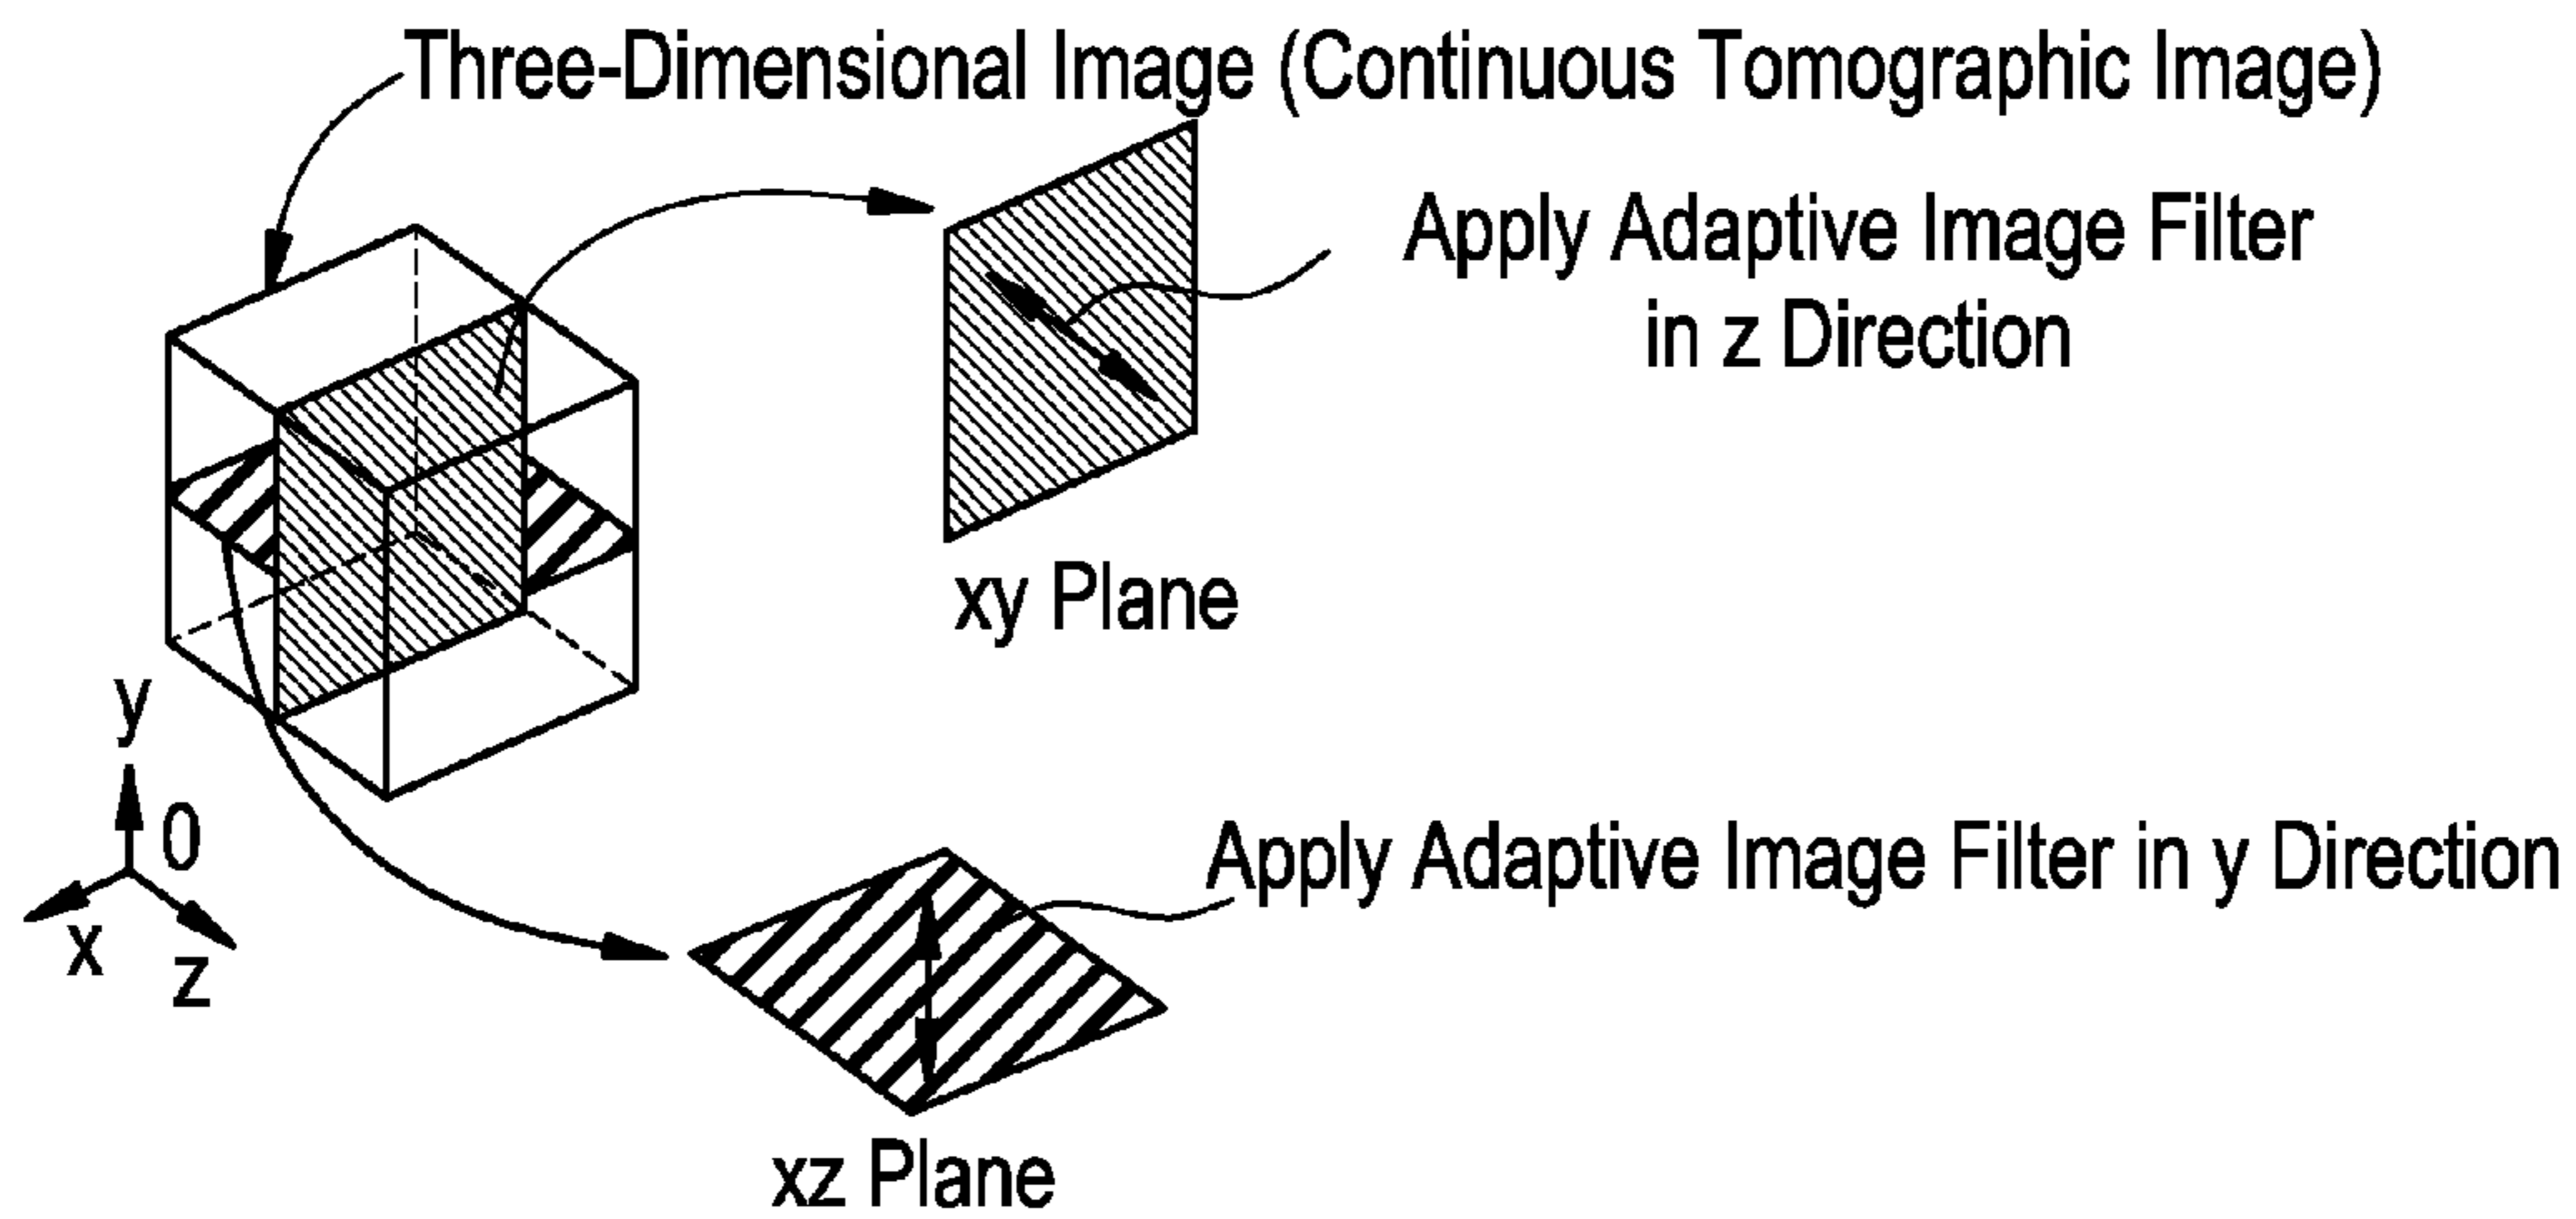 Three-Dimensional Image (Continuous Tomographic Image)
Apply Adaptive Image Filter
in z Direction
xy Plane
y
0
x
z
Apply Adaptive Image Filter in y Direction
xz Plane